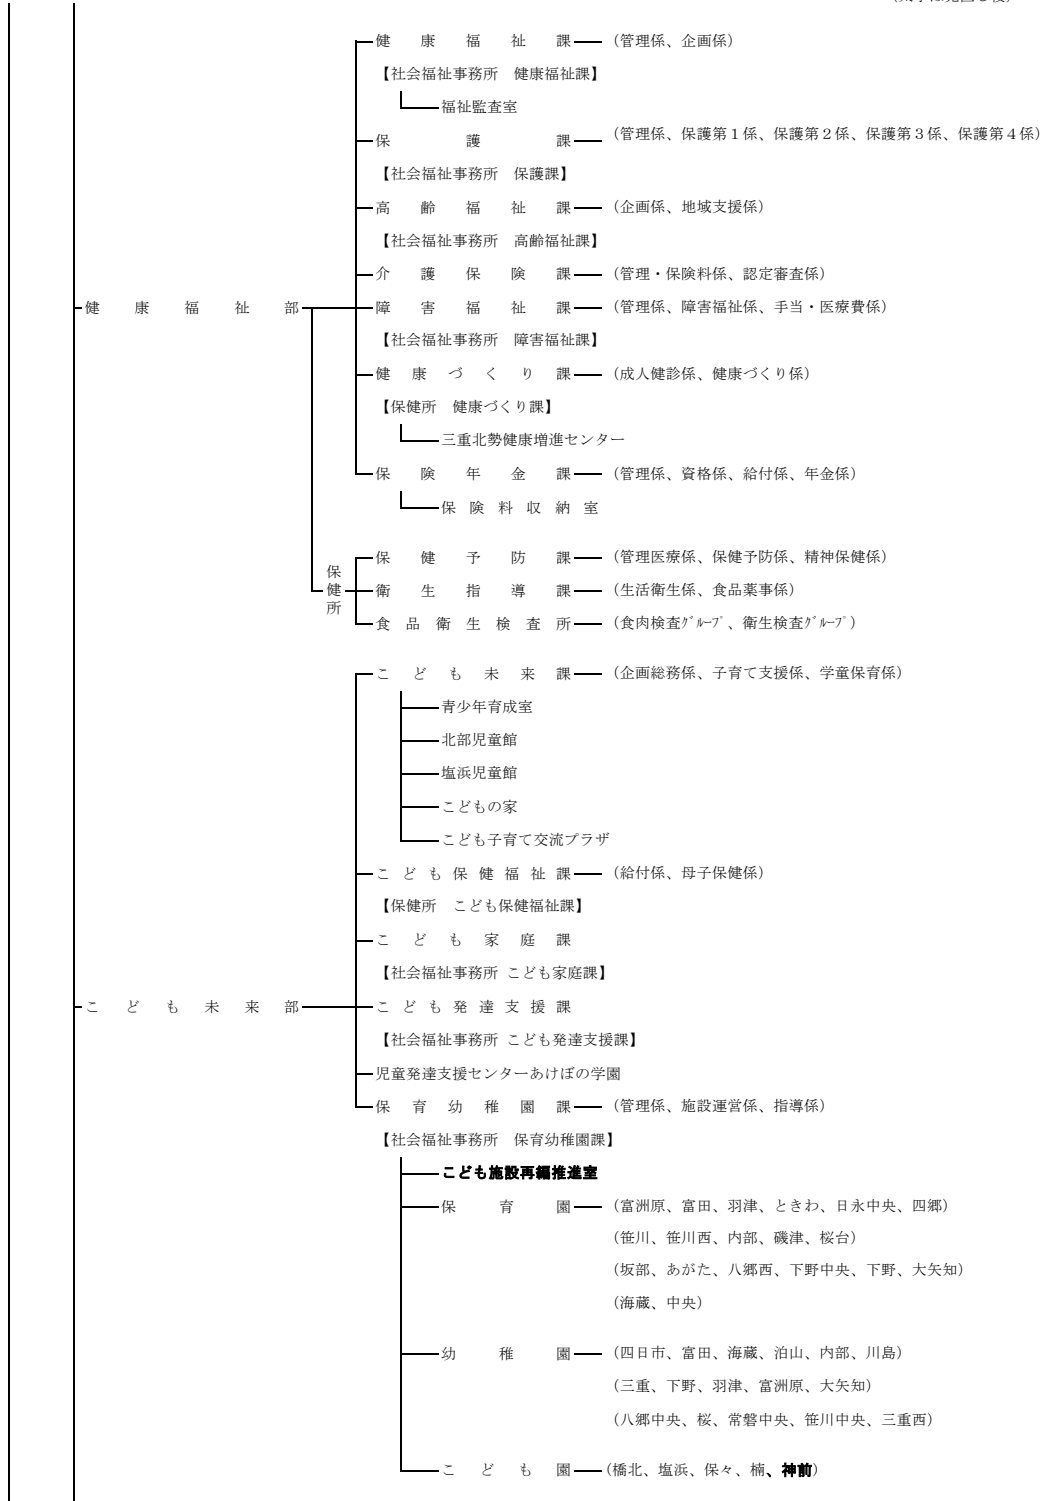 健康福祉課（管理係、企画係）
【社会福祉事務所　健康福祉課】
福祉監査室
保護課（管理係、保護第１係、保護第２係、保護第３係、保護第４係）
【社会福祉事務所　保護課】
高齢福祉課（企画係、地域支援係）
【社会福祉事務所　高齢福祉課】
介護保険課（管理・保険料係、認定審査係）
健康福祉部
障害福祉課（管理係、障害福祉係、手当・医療費係）
【社会福祉事務所　障害福祉課】
健康づくり課（成人健診係、健康づくり係）
【保健所　健康づくり課】
三重北勢健康増進センター
保険年金課（管理係、資格係、給付係、年金係）
保険料収納室
保健所
保健予防課（管理医療係、保健予防係、精神保健係）
衛生指導課（生活衛生係、食品薬事係）
食品衛生検査所（食肉検査ｸﾞﾙｰﾌﾟ、衛生検査ｸﾞﾙｰﾌﾟ）
こども未来課（企画総務係、子育て支援係、学童保育係）
青少年育成室
北部児童館
塩浜児童館
こどもの家
こども子育て交流プラザ
こども保健福祉課（給付係、母子保健係）
【保健所　こども保健福祉課】
こども家庭課
【社会福祉事務所 こども家庭課】
こども未来部
こども発達支援課
【社会福祉事務所 こども発達支援課】
児童発達支援センターあけぼの学園
保育幼稚園課（管理係、施設運営係、指導係）
【社会福祉事務所　保育幼稚園課】
こども施設再編推進室
保育園（富洲原、富田、羽津、ときわ、日永中央、四郷）
（笹川、笹川西、内部、磯津、桜台）
（坂部、あがた、八郷西、下野中央、下野、大矢知）
（海蔵、中央）
幼稚園（四日市、富田、海蔵、泊山、内部、川島）
（三重、下野、羽津、富洲原、大矢知）
（八郷中央、桜、常磐中央、笹川中央、三重西）
こども園（橋北、塩浜、保々、楠、神前）